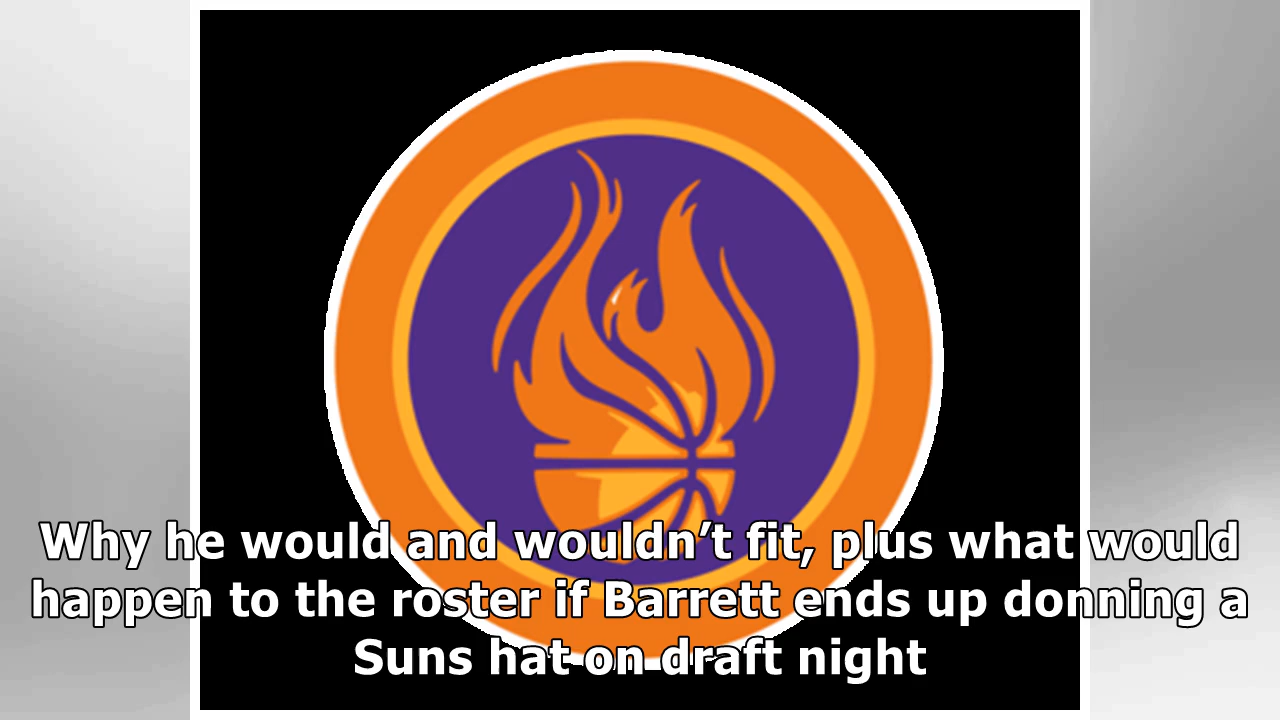 Why he would and wouldn’t fit, plus what would
happen to the roster if Barrett ends up donning a
Suns hat on draft night